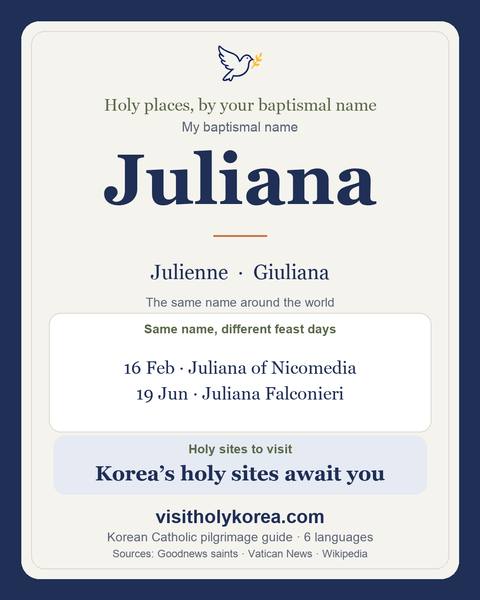 Holy places, by your baptismal name
My baptismal name
Juliana
Julienne · Giuliana
The same name around the world
Same name, different feast days
16 Feb · Juliana of Nicomedia
19 Jun · Juliana Falconieri
Holy sites to visit
Korea’s holy sites await you
visitholykorea.com
Korean Catholic pilgrimage guide · 6 languages
Sources: Goodnews saints · Vatican News · Wikipedia